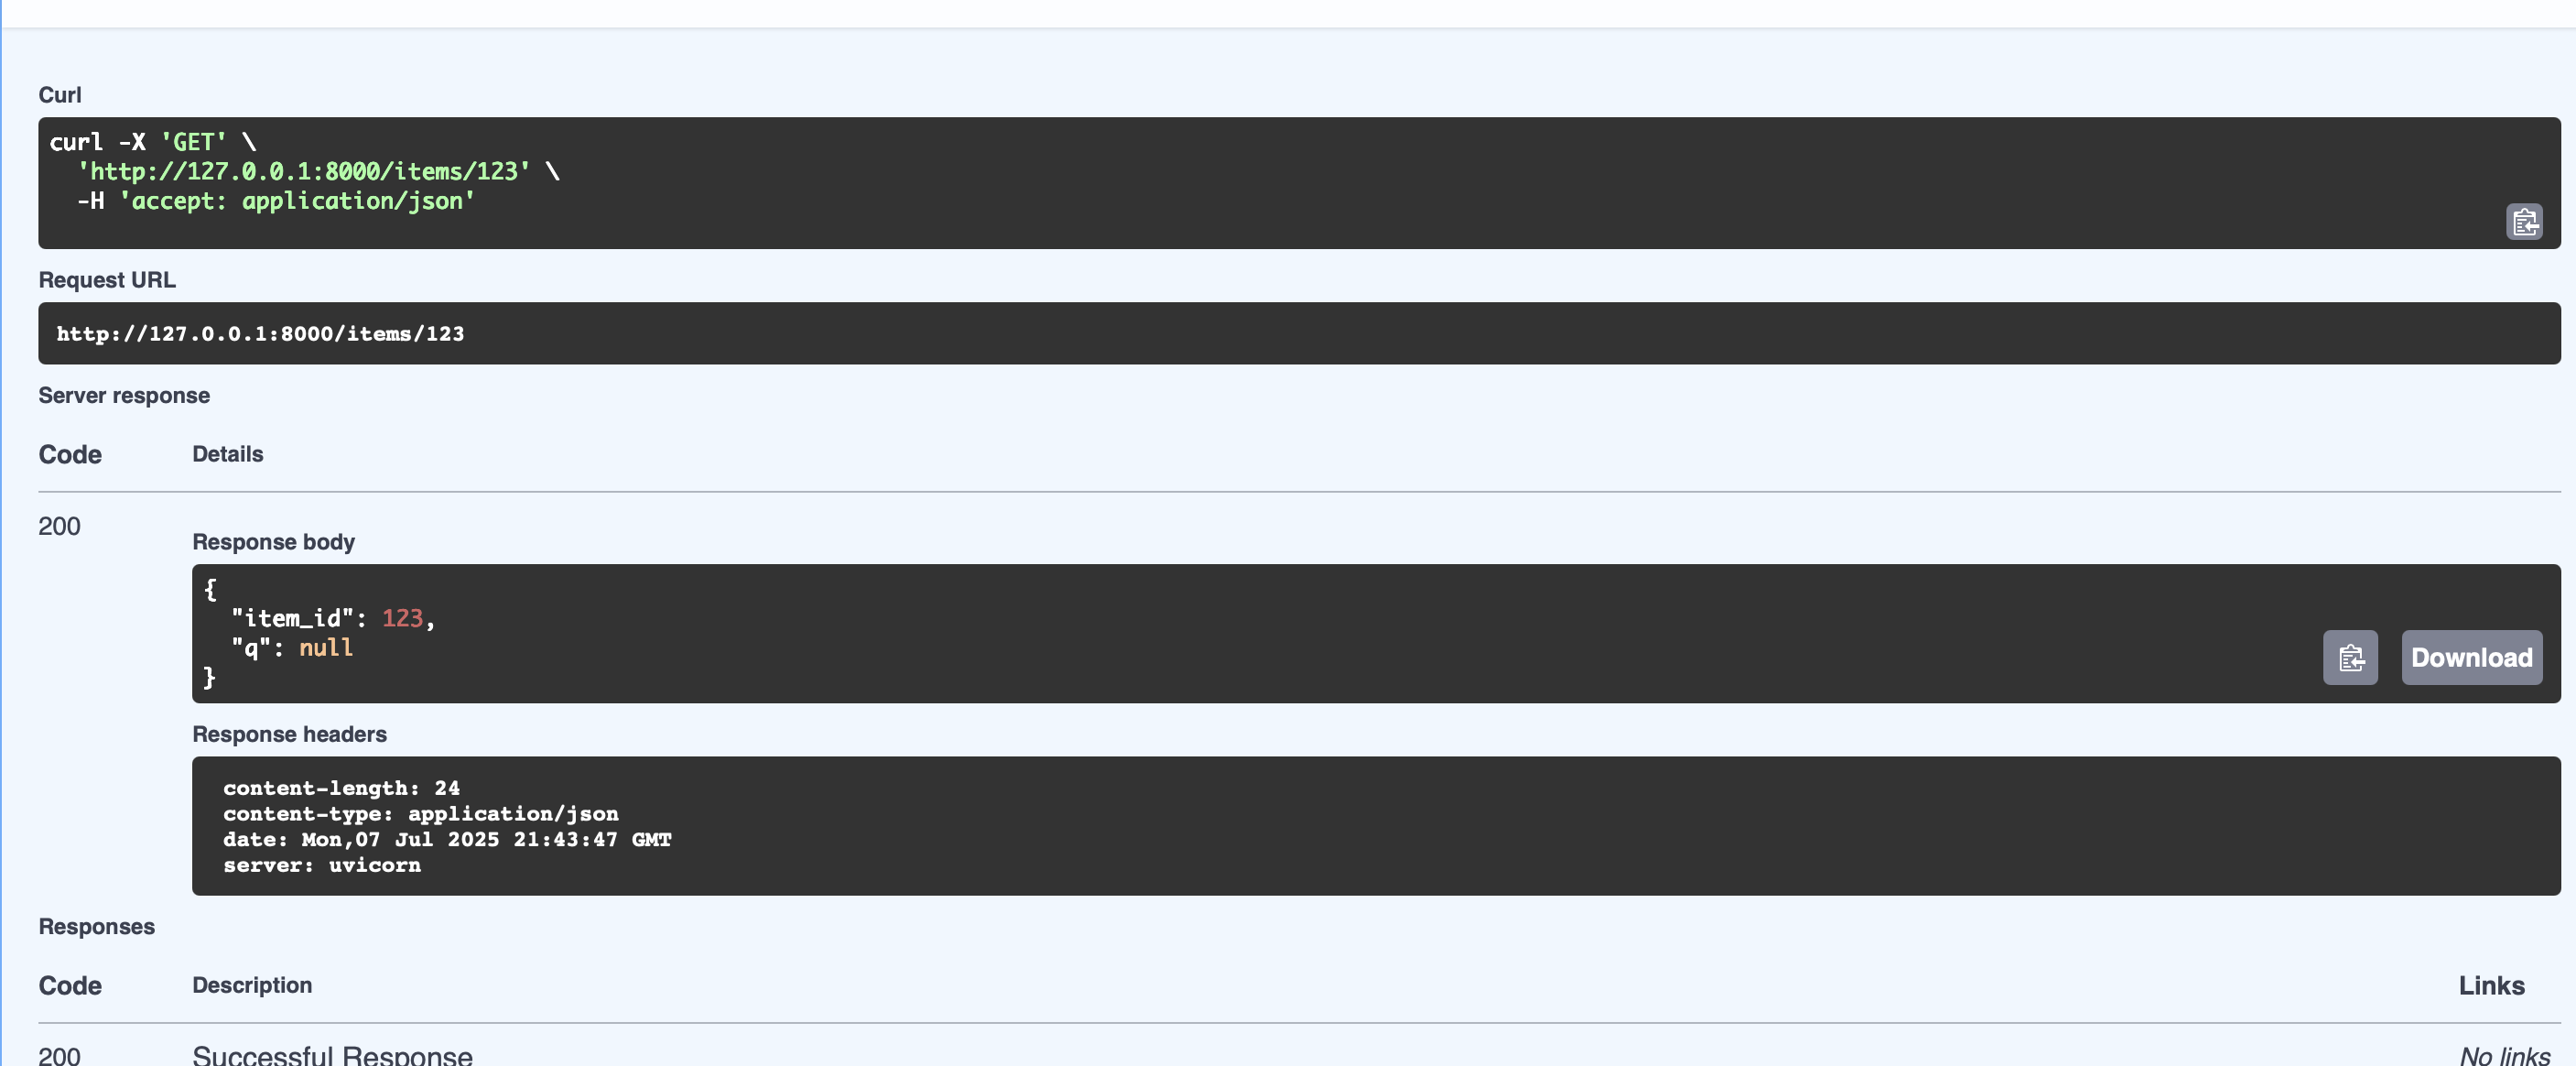 Curl
curl -X 'GET' \
  'http://127.0.0.1:8000/items/123' \
  -H 'accept: application/json'
Request URL
http://127.0.0.1:8000/items/123
Server response
Code Details
200
Response body
{
  "item_id": 123,
  "q": null
}
Download
Response headers
content-length: 24
content-type: application/json
date: Mon,07 Jul 2025 21:43:47 GMT
server: uvicorn
Responses
Code Description Links
200 Successful Response No links